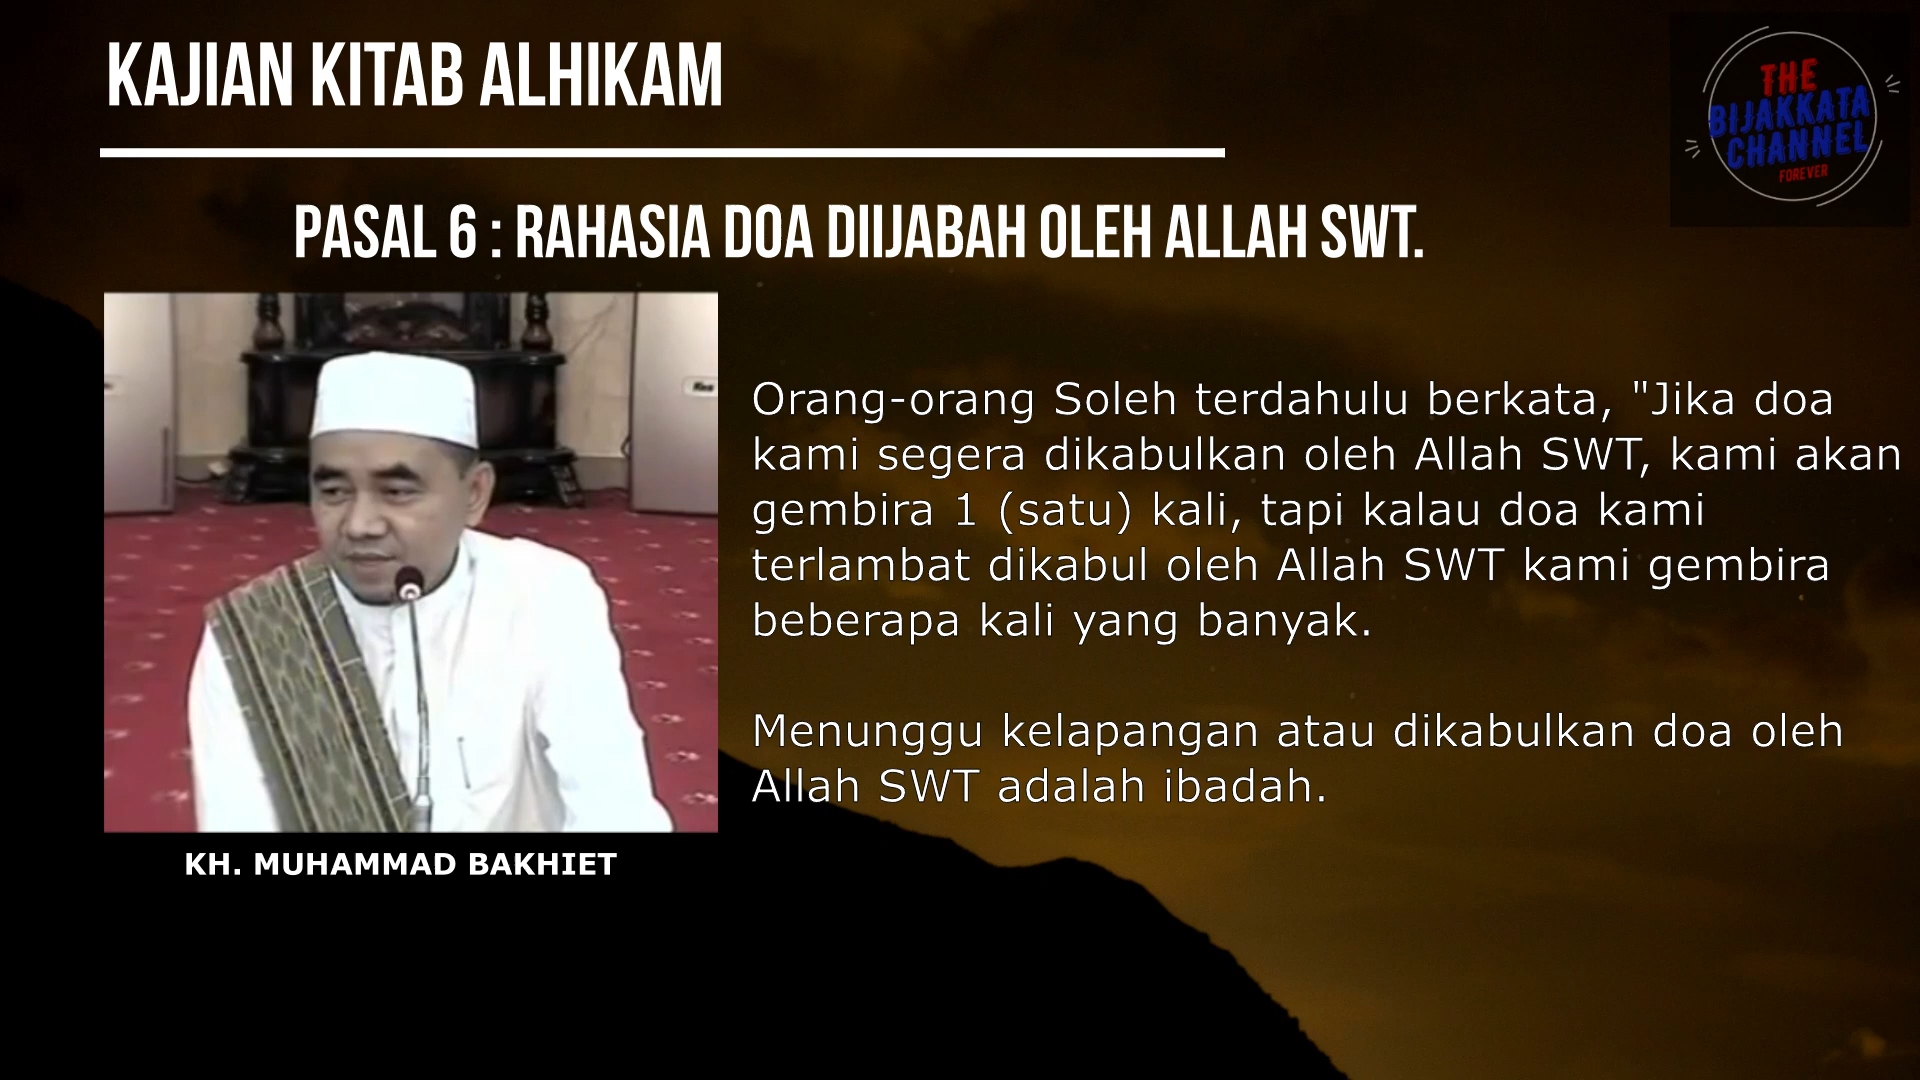 KAJIAN KITAB ALHIKAM
THE
BIJAKKATA
CHANNEL
FOREVER
PASAL 6 : RAHASIA DOA DIIJABAH OLEH ALLAH SWT.
Orang-orang Soleh terdahulu berkata, "Jika doa
kami segera dikabulkan oleh Allah SWT, kami akan
gembira 1 (satu) kali, tapi kalau doa kami
terlambat dikabul oleh Allah SWT kami gembira
beberapa kali yang banyak.
Menunggu kelapangan atau dikabulkan doa oleh
Allah SWT adalah ibadah.
KH. MUHAMMAD BAKHIET